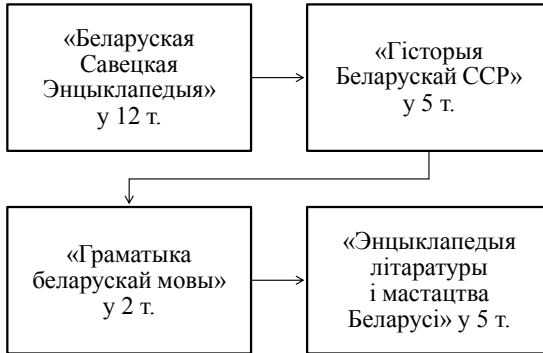 «Беларуская
Савецкая
Энцыклапедыя»
у 12 т.
«Гісторыя
Беларускай ССР»
у 5 т.
«Граматыка
беларускай мовы»
у 2 т.
«Энцыклапедыя
літаратуры
і мастацтва
Беларусі» у 5 т.